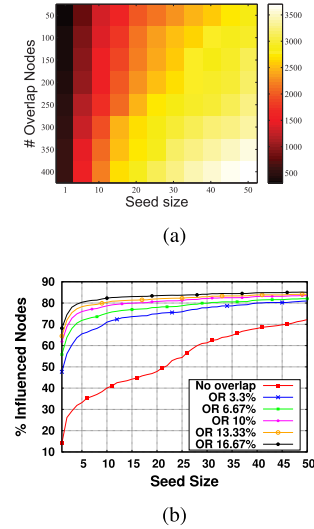 50
100
150
200
250
300
350
400
# Overlap Nodes
1 10 20 30 40 50
Seed size
3500
3000
2500
2000
1500
1000
500
(a)
90
80
70
60
50
40
30
20
10
% Influenced Nodes
No overlap
OR 3.3%
OR 6.67%
OR 10%
OR 13.33%
OR 16.67%
5 10 15 20 25 30 35 40 45 50
Seed Size
(b)